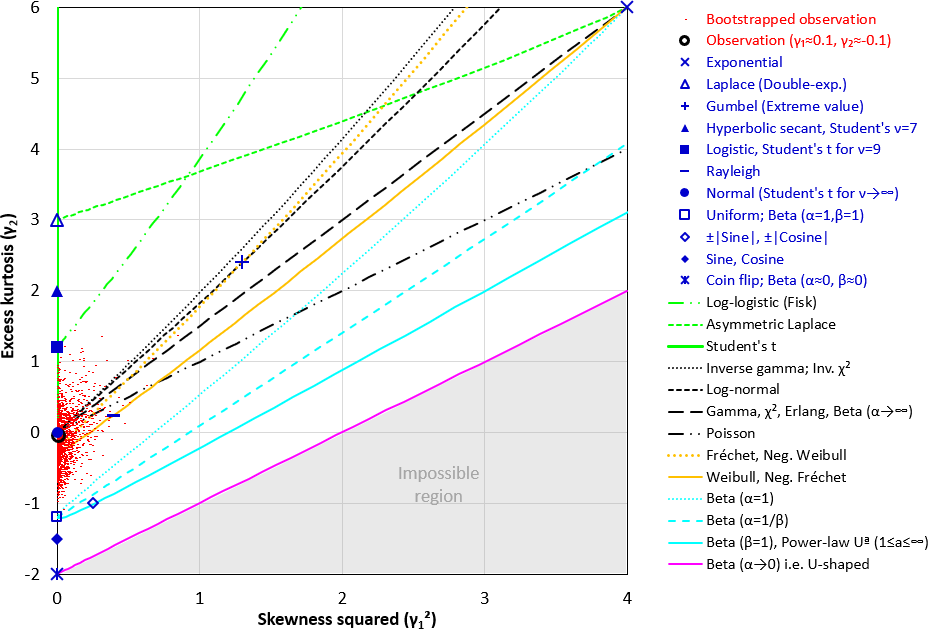 6
5
4
3
2
1
0
-1
-2
0
1
2
3
4
Excess kurtosis (γ₂)
Skewness squared (γ₁²)
Impossible
region
Bootstrapped observation
Observation (γ₁≈0.1, γ₂≈-0.1)
Exponential
Laplace (Double-exp.)
Gumbel (Extreme value)
Hyperbolic secant, Student's ν=7
Logistic, Student's t for ν=9
Rayleigh
Normal (Student's t for ν→∞)
Uniform; Beta (α=1,β=1)
±|Sine|, ±|Cosine|
Sine, Cosine
Coin flip; Beta (α≈0, β≈0)
Log-logistic (Fisk)
Asymmetric Laplace
Student's t
Inverse gamma; Inv. χ²
Log-normal
Gamma, χ², Erlang, Beta (α→∞)
Poisson
Fréchet, Neg. Weibull
Weibull, Neg. Fréchet
Beta (α=1)
Beta (α=1/β)
Beta (β=1), Power-law Uª (1≤a≤∞)
Beta (α→0) i.e. U-shaped